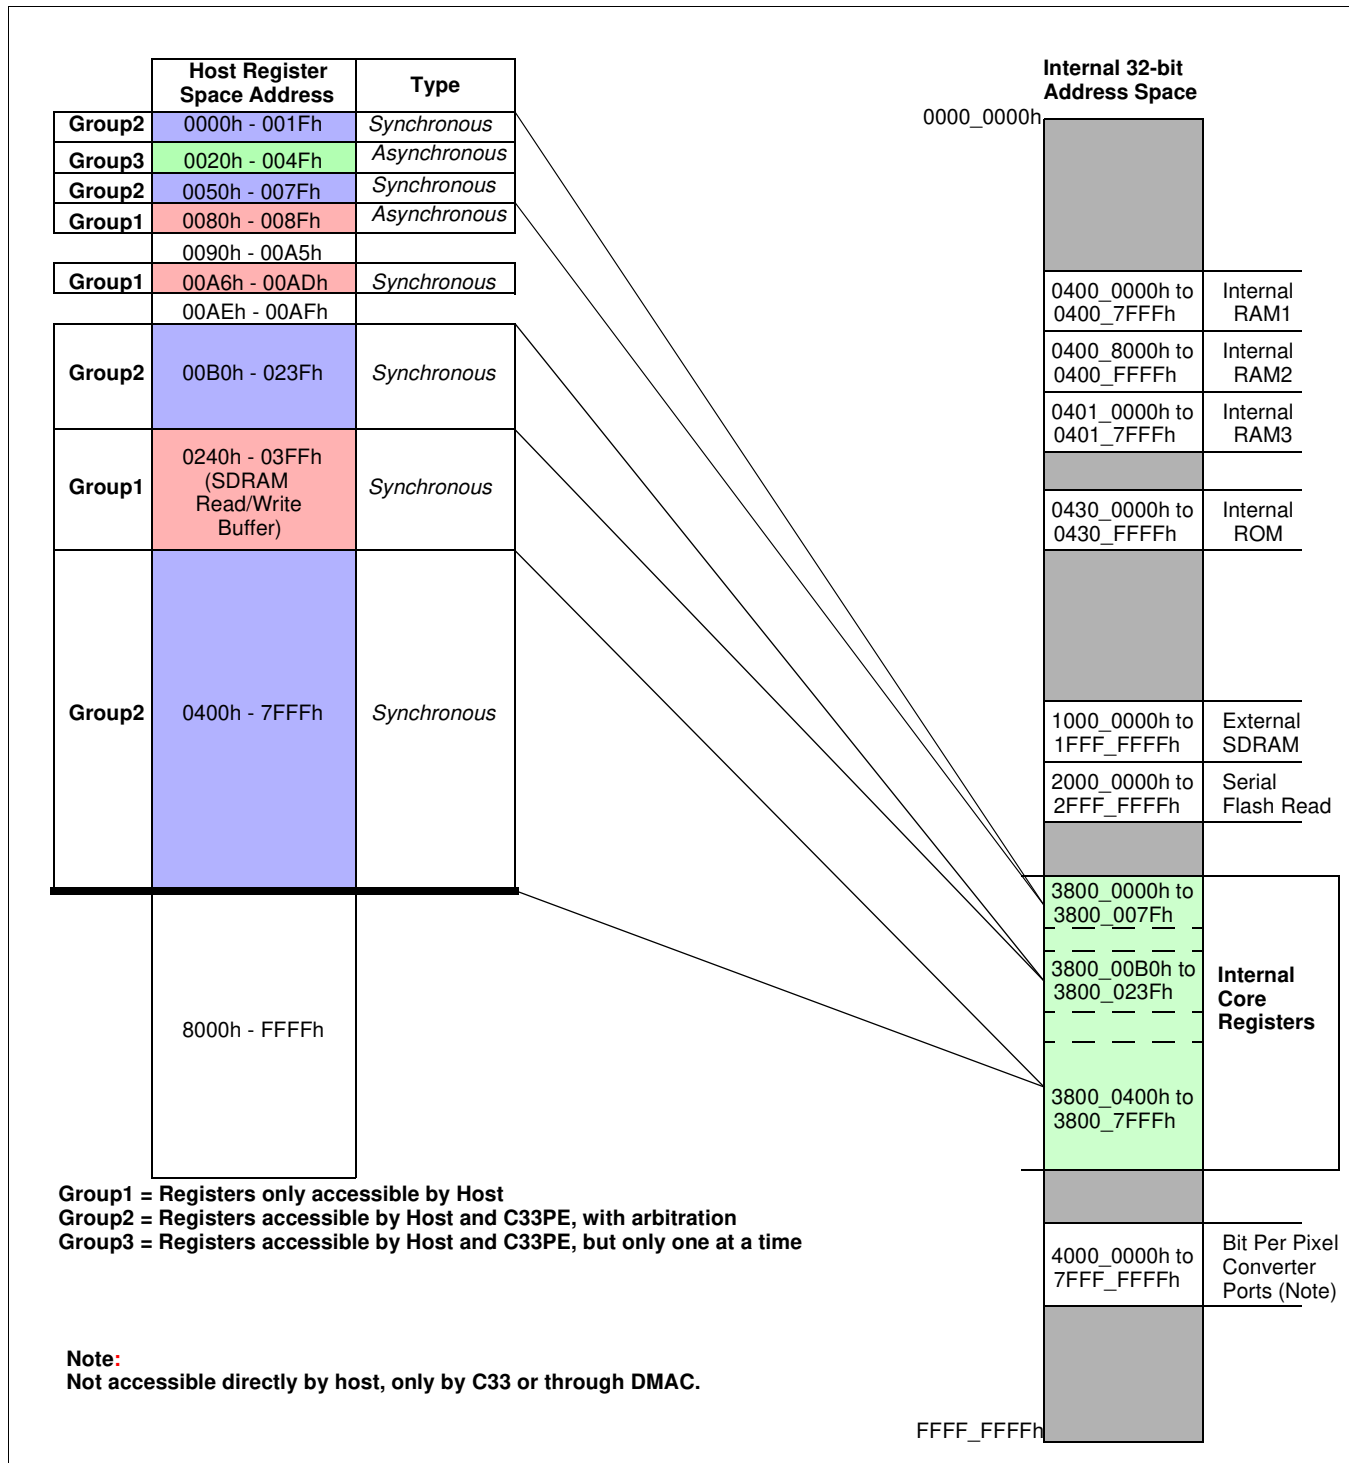 Host Register
Space Address
Type
Group2 0000h - 001Fh Synchronous
Group3 0020h - 004Fh Asynchronous
Group2 0050h - 007Fh Synchronous
Group1 0080h - 008Fh Asynchronous
0090h - 00A5h
Group1 00A6h - 00ADh Synchronous
00AEh - 00AFh
Group2 00B0h - 023Fh Synchronous
0240h - 03FFh
(SDRAM
Group1 Synchronous
Read/Write
Buffer)
Group2 0400h - 7FFFh Synchronous
8000h - FFFFh
Group1 = Registers only accessible by Host
Group2 = Registers accessible by Host and C33PE, with arbitration
Group3 = Registers accessible by Host and C33PE, but only one at a time
Note:
Not accessible directly by host, only by C33 or through DMAC.
Internal 32-bit
Address Space
0000_0000h
0400_0000h to Internal
0400_7FFFh RAM1
0400_8000h to Internal
0400_FFFFh RAM2
0401_0000h to Internal
0401_7FFFh RAM3
0430_0000h to Internal
0430_FFFFh ROM
1000_0000h to External
1FFF_FFFFh SDRAM
2000_0000h to Serial
2FFF_FFFFh Flash Read
3800_0000h to
3800_007Fh
3800_00B0h to
3800_023Fh
Internal
Core
Registers
3800_0400h to
3800_7FFFh
4000_0000h to
7FFF_FFFFh
Bit Per Pixel
Converter
Ports (Note)
FFFF_FFFFh